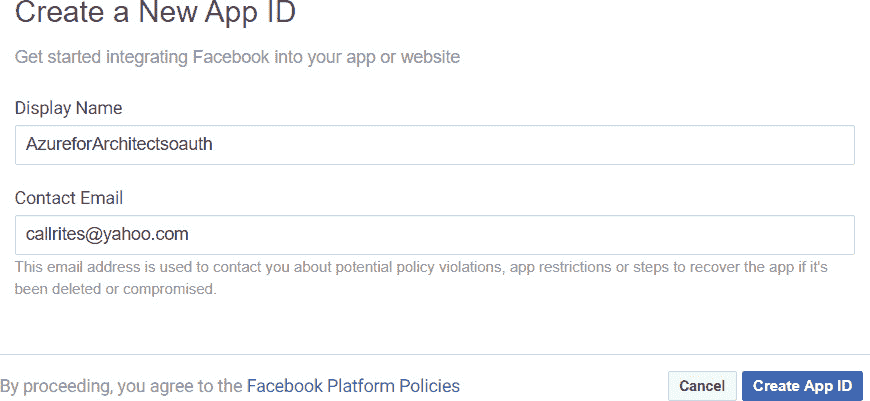 Create a New App ID
Get started integrating Facebook into your app or website
Display Name
AzureforArchitectsoauth
Contact Email
callrites@yahoo.com
This email address is used to contact you about potential policy violations, app restrictions or steps to recover the app if it's
been deleted or compromised.
By proceeding, you agree to the Facebook Platform Policies
Cancel
Create App ID